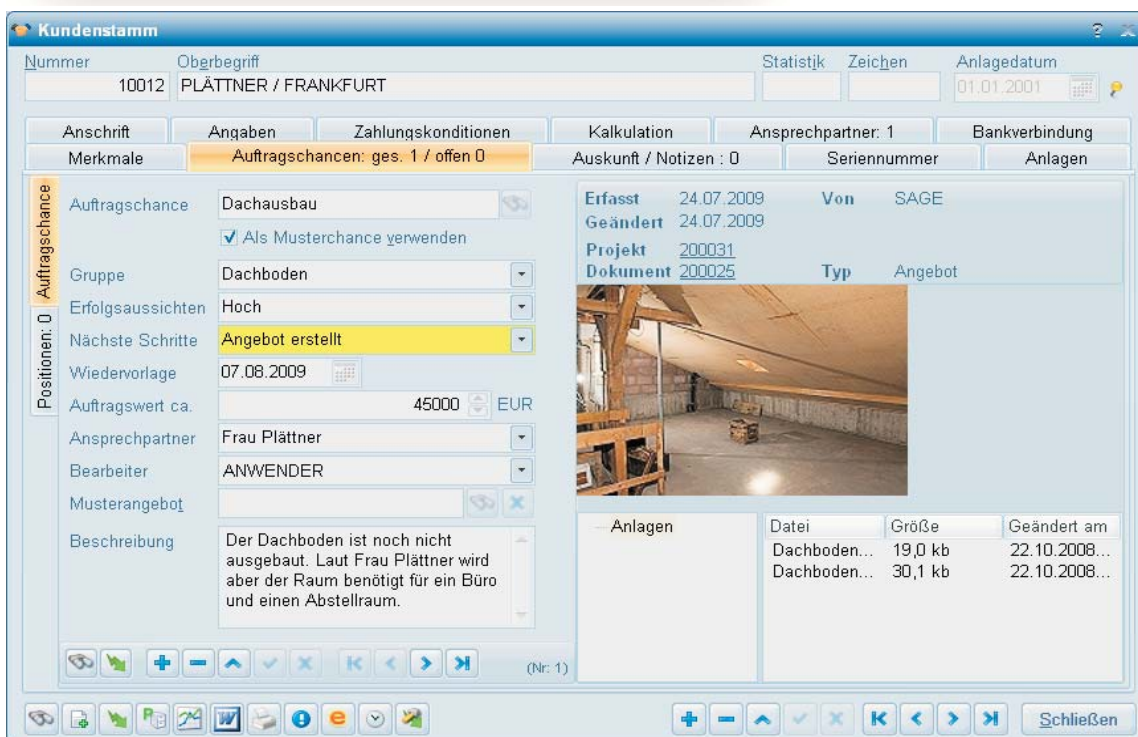 Kundenstamm
Nummer Oberbegriff Statistik Zeichen Anlagedatum
10012 PLÄTTNER / FRANKFURT 01.01.2001
Anschrift Angaben Zahlungskonditionen Kalkulation Ansprechpartner: 1 Bankverbindung
Merkmale Auftragschancen: ges. 1 / offen 0 Auskunft / Notizen : 0 Seriennummer Anlagen
Auftragschance
Positionen: 0
Auftragschance Dachausbau
Als Musterchance verwenden
Gruppe Dachboden
Erfolgsaussichten Hoch
Nächste Schritte Angebot erstellt
Wiedervorlage 07.08.2009
Auftragswert ca. 45000 EUR
Ansprechpartner Frau Plättner
Bearbeiter ANWENDER
Musterangebot
Beschreibung Der Dachboden ist noch nicht
ausgebaut. Laut Frau Plättner wird
aber der Raum benötigt für ein Büro
und einen Abstellraum.
(Nr: 1)
Erfasst 24.07.2009 Von SAGE
Geändert 24.07.2009
Projekt 200031
Dokument 200025 Typ Angebot
Anlagen
Datei Größe Geändert am
Dachboden... 19,0 kb 22.10.2008...
Dachboden... 30,1 kb 22.10.2008...
Schließen